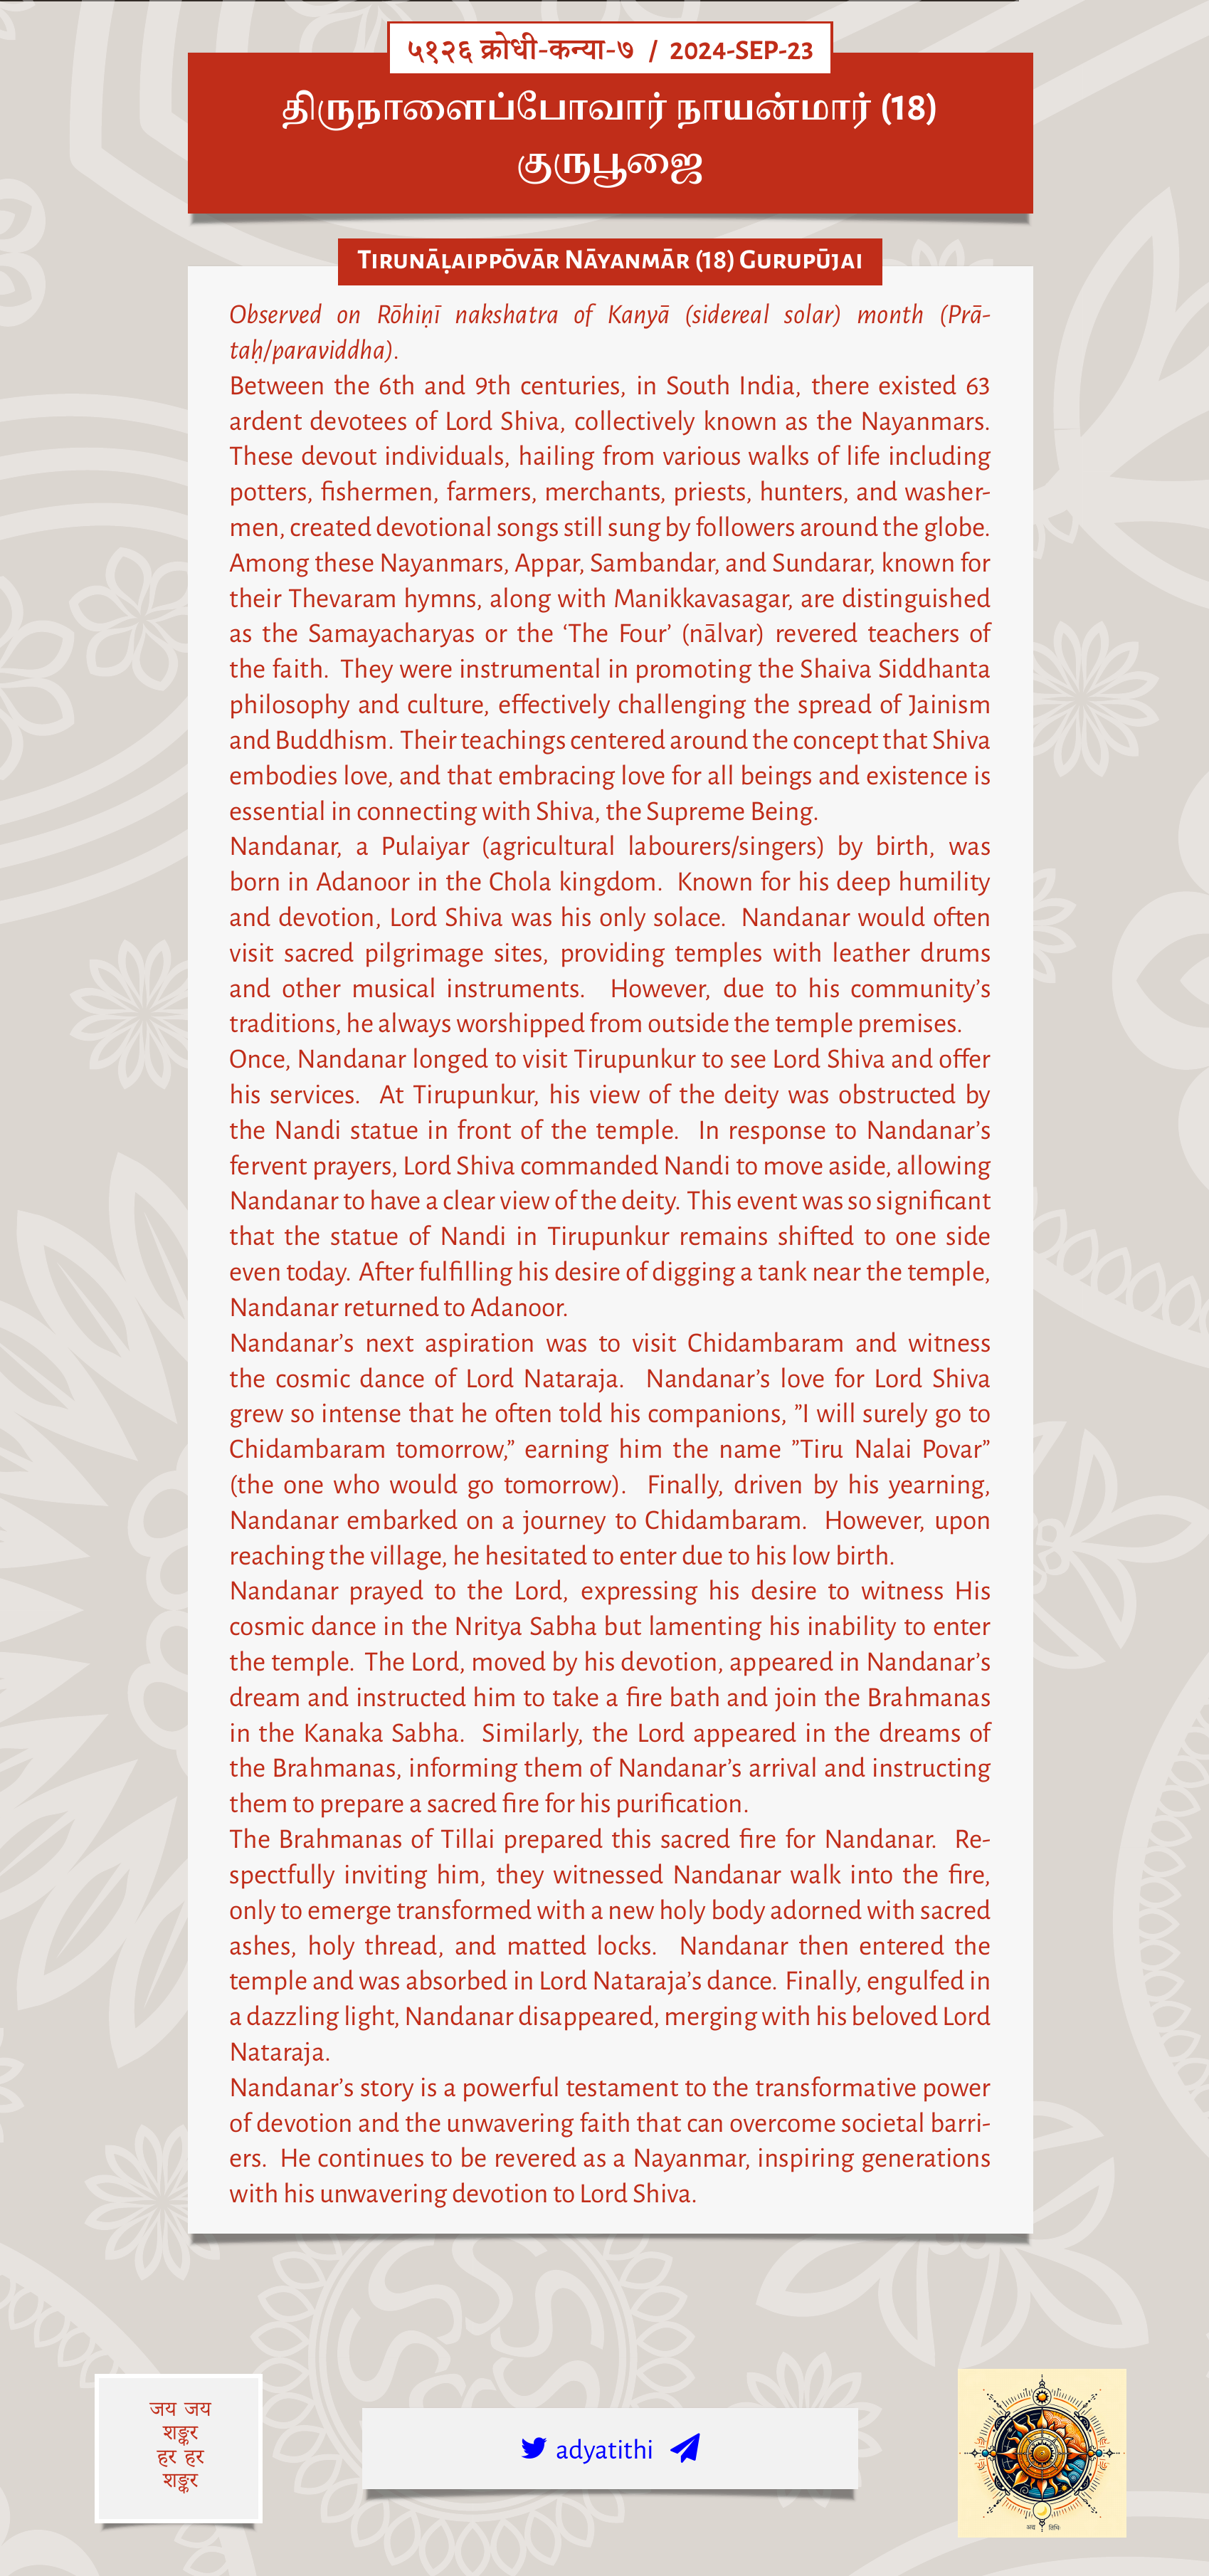 ५१२६ क्रोधी-कन्या-७ / 2024-SEP-23
திருநாளைப்போவார் நாயன்மார் (18)
குருபூஜை
Tirunāḷaippōvār Nāyanmār (18) Gurupūjai
Observed on Rōhiṇī nakshatra of Kanyā (sidereal solar) month (Prā-
taḥ/paraviddha).
Between the 6th and 9th centuries, in South India, there existed 63
ardent devotees of Lord Shiva, collectively known as the Nayanmars.
These devout individuals, hailing from various walks of life including
potters, fishermen, farmers, merchants, priests, hunters, and washer-
men, created devotional songs still sung by followers around the globe.
Among these Nayanmars, Appar, Sambandar, and Sundarar, known for
their Thevaram hymns, along with Manikkavasagar, are distinguished
as the Samayacharyas or the ‘The Four’ (nālvar) revered teachers of
the faith. They were instrumental in promoting the Shaiva Siddhanta
philosophy and culture, effectively challenging the spread of Jainism
and Buddhism. Their teachings centered around the concept that Shiva
embodies love, and that embracing love for all beings and existence is
essential in connecting with Shiva, the Supreme Being.
Nandanar, a Pulaiyar (agricultural labourers/singers) by birth, was
born in Adanoor in the Chola kingdom. Known for his deep humility
and devotion, Lord Shiva was his only solace. Nandanar would often
visit sacred pilgrimage sites, providing temples with leather drums
and other musical instruments. However, due to his community’s
traditions, he always worshipped from outside the temple premises.
Once, Nandanar longed to visit Tirupunkur to see Lord Shiva and offer
his services. At Tirupunkur, his view of the deity was obstructed by
the Nandi statue in front of the temple. In response to Nandanar’s
fervent prayers, Lord Shiva commanded Nandi to move aside, allowing
Nandanar to have a clear view of the deity. This event was so significant
that the statue of Nandi in Tirupunkur remains shifted to one side
even today. After fulfilling his desire of digging a tank near the temple,
Nandanar returned to Adanoor.
Nandanar’s next aspiration was to visit Chidambaram and witness
the cosmic dance of Lord Nataraja. Nandanar’s love for Lord Shiva
grew so intense that he often told his companions, ”I will surely go to
Chidambaram tomorrow,” earning him the name ”Tiru Nalai Povar”
(the one who would go tomorrow). Finally, driven by his yearning,
Nandanar embarked on a journey to Chidambaram. However, upon
reaching the village, he hesitated to enter due to his low birth.
Nandanar prayed to the Lord, expressing his desire to witness His
cosmic dance in the Nritya Sabha but lamenting his inability to enter
the temple. The Lord, moved by his devotion, appeared in Nandanar’s
dream and instructed him to take a fire bath and join the Brahmanas
in the Kanaka Sabha. Similarly, the Lord appeared in the dreams of
the Brahmanas, informing them of Nandanar’s arrival and instructing
them to prepare a sacred fire for his purification.
The Brahmanas of Tillai prepared this sacred fire for Nandanar. Re-
spectfully inviting him, they witnessed Nandanar walk into the fire,
only to emerge transformed with a new holy body adorned with sacred
ashes, holy thread, and matted locks. Nandanar then entered the
temple and was absorbed in Lord Nataraja’s dance. Finally, engulfed in
a dazzling light, Nandanar disappeared, merging with his beloved Lord
Nataraja.
Nandanar’s story is a powerful testament to the transformative power
of devotion and the unwavering faith that can overcome societal barri-
ers. He continues to be revered as a Nayanmar, inspiring generations
with his unwavering devotion to Lord Shiva.
जय जय
शङ्कर
हर हर
शङ्कर
adyatithi
अद्य तिथिः